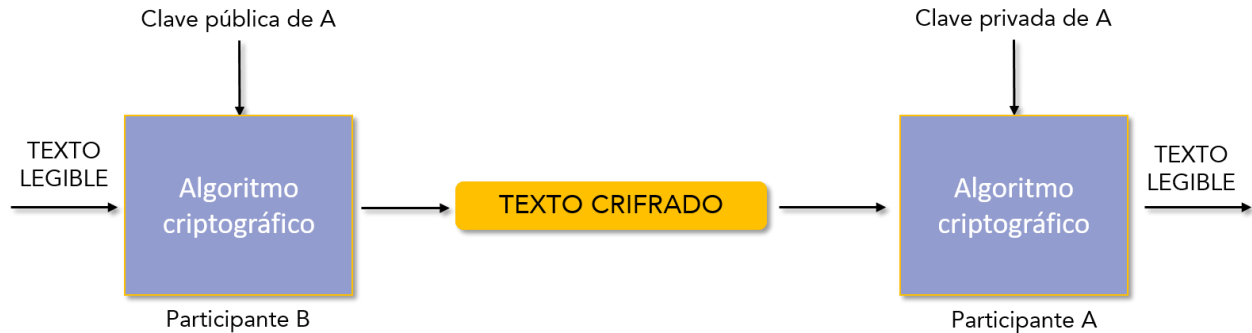 Clave pública de A
Clave privada de A
TEXTO
LEGIBLE
Algoritmo
criptográfico
TEXTO CRIFRADO
Algoritmo
criptográfico
TEXTO
LEGIBLE
Participante B
Participante A